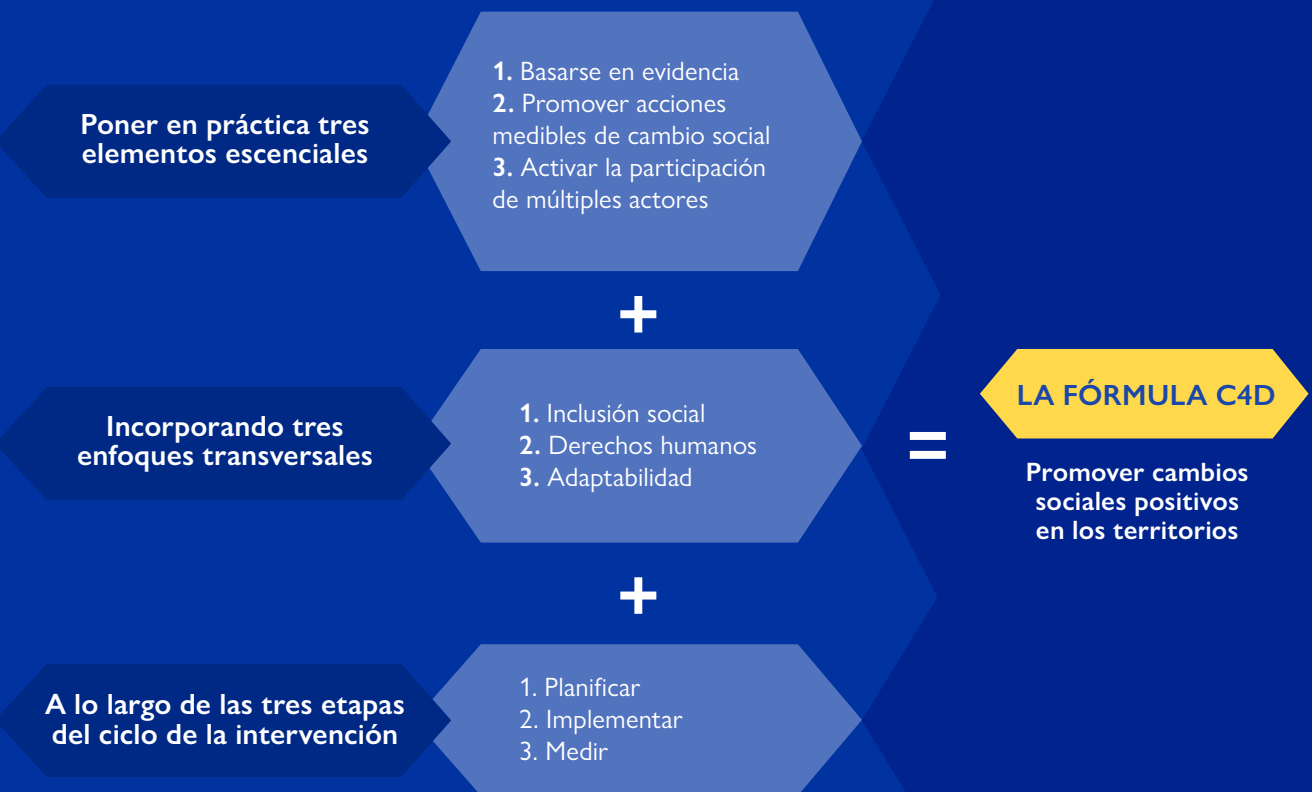 Poner en práctica tres
elementos escenciales
1. Basarse en evidencia
2. Promover acciones
medibles de cambio social
3. Activar la participación
de múltiples actores
+
Incorporando tres
enfoques transversales
1. Inclusión social
2. Derechos humanos
3. Adaptabilidad
+
A lo largo de las tres etapas
del ciclo de la intervención
1. Planificar
2. Implementar
3. Medir
=
LA FÓRMULA C4D
Promover cambios
sociales positivos
en los territorios